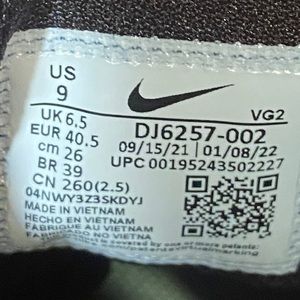 US
9
VG2
UK 6.5
EUR 40.5
cm 26
BR 39
CN 260(2.5)
DJ6257-002
09/15/21 01/08/22
UPC 00195243502227
04NWY3Z3SKDYJ
MADE IN VIETNAM
HECHO EN VIETNAM
FABRIQUÉ AU VIETNAM